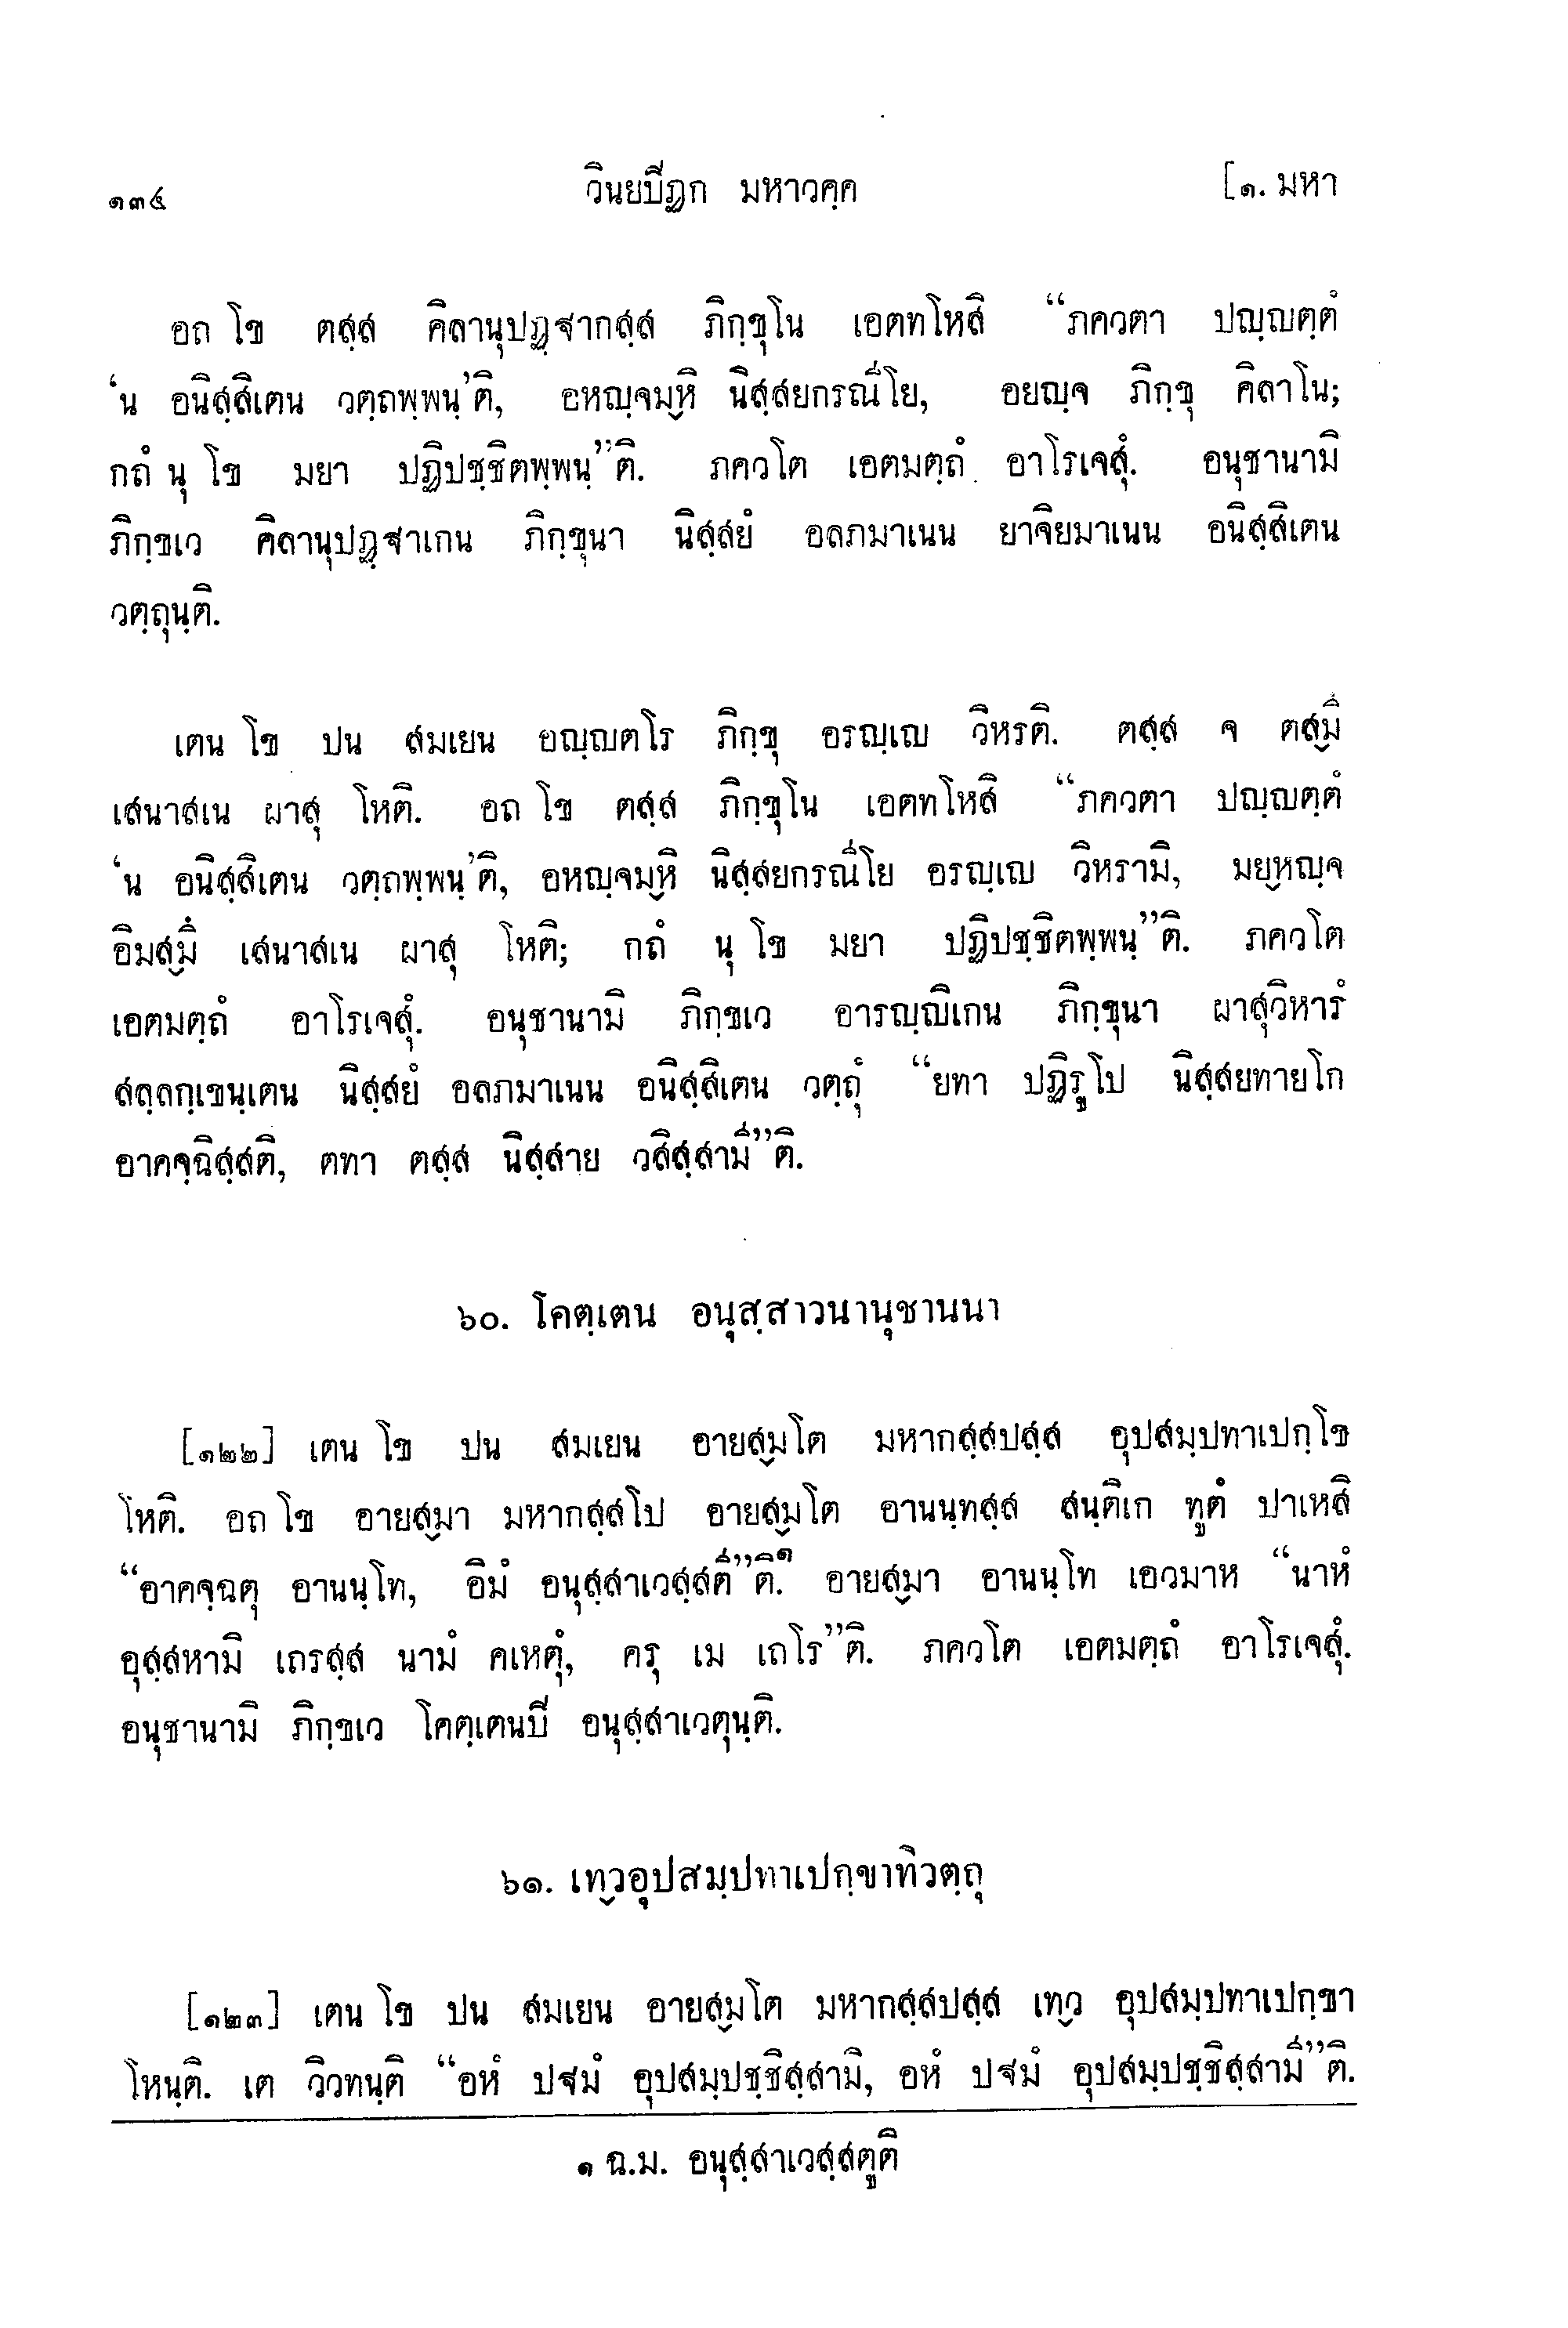 ๑๓๔ วินยปิฏก มหาวคฺค [๑. มหา
อถ โข ตสฺส คิลานุปฏฺฐากสฺส ภิกฺขุโน เอตทโหสิ “ภควตา ปญฺญตฺตํ
‘น อนิสฺสิเตน วตฺถพฺพนฺ’ติ, อหญฺจมฺหิ นิสฺสยกรณีโย, อยญฺจ ภิกฺขุ คิลาโน;
กถํ นุ โข มยา ปฏิปชฺชิตพฺพนฺ”ติ. ภควโต เอตมตฺถํ อาโรเจสุํ. อนุชานามิ
ภิกฺขเว คิลานุปฏฺฐาเกน ภิกฺขุนา นิสฺสยํ อลภมาเนน ยาจิยมาเนน อนิสฺสิเตน
วตฺถุนฺติ.
เตน โข ปน สมเยน อญฺญตโร ภิกฺขุ อรญฺเญ วิหรติ. ตสฺส จ ตสฺมึ
เสนาสเน ผาสุ โหติ. อถ โข ตสฺส ภิกฺขุโน เอตทโหสิ “ภควตา ปญฺญตฺตํ
‘น อนิสฺสิเตน วตฺถพฺพนฺ’ติ, อหญฺจมฺหิ นิสฺสยกรณีโย อรญฺเญ วิหรามิ, มยฺหญฺจ
อิมสฺมึ เสนาสเน ผาสุ โหติ; กถํ นุ โข มยา ปฏิปชฺชิตพฺพนฺ”ติ. ภควโต
เอตมตฺถํ อาโรเจสุํ. อนุชานามิ ภิกฺขเว อารญฺญิเกน ภิกฺขุนา ผาสุวิหารํ
สลฺลกฺเขนฺเตน นิสฺสยํ อลภมาเนน อนิสฺสิเตน วตฺถุํ “ยทา ปฏิรูโป นิสฺสยทายโก
อาคจฺฉิสฺสติ, ตทา ตสฺส นิสฺสาย วสิสฺสามี”ติ.
๖๐. โคตฺเตน อนุสฺสาวนานุชานนา
[๑๒๒] เตน โข ปน สมเยน อายสฺมโต มหากสฺสปสฺส อุปสมฺปทาเปกฺโข
โหติ. อถ โข อายสฺมา มหากสฺสโป อายสฺมโต อานนฺทสฺส สนฺติเก ทูตํ ปาเหสิ
“อาคจฺฉตุ อานนฺโท, อิมํ อนุสฺสาเวสฺสตี”ติ.๑ อายสฺมา อานนฺโท เอวมาห “นาหํ
อุสฺสหามิ เถรสฺส นามํ คเหตุํ, ครุ เม เถโร”ติ. ภควโต เอตมตฺถํ อาโรเจสุํ.
อนุชานามิ ภิกฺขเว โคตฺเตนปิ อนุสฺสาเวตุนฺติ.
๖๑. เทฺวอุปสมฺปทาเปกฺขาทิวตฺถุ
[๑๒๓] เตน โข ปน สมเยน อายสฺมโต มหากสฺสปสฺส เทฺว อุปสมฺปทาเปกฺขา
โหนฺติ. เต วิวทนฺติ “อหํ ปฐมํ อุปสมฺปชฺชิสฺสามิ, อหํ ปฐมํ อุปสมฺปชฺชิสฺสามี”ติ.
๑ ฉ.ม. อนุสฺสาเวสฺสตูติ